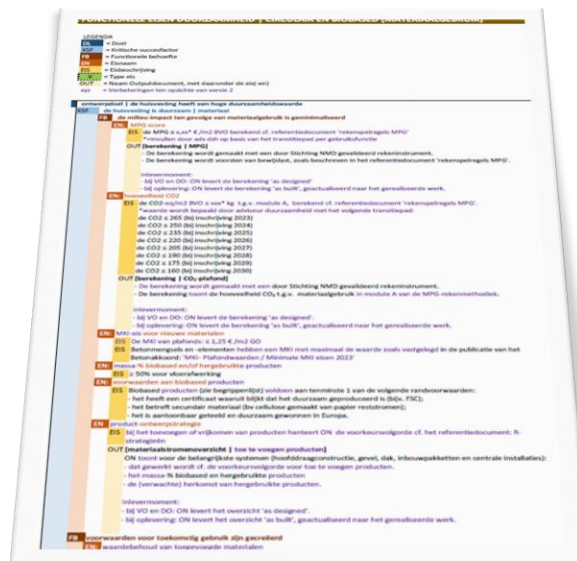 FUNCTIONELE EISEN DUURZAAMHEID | CIRCULAIR EN BIOBASED (MATERIAALGEBRUIK)
LEGENDA
DL = Doel
KSF = Kritische succesfactor
FB = Functionele behoefte
EN = Eisnaam
EIS = Eisbeschrijving
= Type eis
OUT = Naam Outputdocument, met daaronder de eis(en)
xyz = Verbeteringen ten opzichte van versie 2
ontwerpdoel | de huisvesting heeft een hoge duurzaamheidswaarde
KSF de huisvesting is duurzaam | materiaal
FB de milieu-impact ten gevolge van materiaalgebruik is geminimaliseerd
EN: MPG-score
EIS de MPG ≤ x,xx* € /m2 BVO berekend cf. referentiedocument 'rekenspelregels MPG'
*=invullen door adv dzh op basis van het transitiepad per gebruiksfunctie
OUT (berekening | MPG)
- De berekening wordt gemaakt met een door Stichting NMD gevalideerd rekeninstrument.
- De berekening wordt voorzien van bewijslast, zoals beschreven in het referentiedocument 'rekenspelregels MPG'.
Inlevermoment:
- bij VO en DO: ON levert de berekening 'as designed'
- bij oplevering: ON levert de berekening 'as built', geactualiseerd naar het gerealiseerde werk.
EN: hoeveelheid CO2
EIS de CO2-eq/m2 BVO ≤ xxx* kg t.g.v. module A, berekend cf. referentiedocument 'rekenspelregels MPG'.
*waarde wordt bepaald door adviseur duurzaamheid met het volgende transitiepad:
de CO2 ≤ 265 (bij inschrijving 2023)
de CO2 ≤ 250 (bij inschrijving 2024)
de CO2 ≤ 235 (bij inschrijving 2025)
de CO2 ≤ 220 (bij inschrijving 2026)
de CO2 ≤ 205 (bij inschrijving 2027)
de CO2 ≤ 190 (bij inschrijving 2028)
de CO2 ≤ 175 (bij inschrijving 2029)
de CO2 ≤ 160 (bij inschrijving 2030)
OUT (berekening | CO₂-plafond)
- De berekening wordt gemaakt met een door Stichting NMD gevalideerd rekeninstrument.
- De berekening toont de hoeveelheid CO₂ t.g.v. materiaalgebruik in module A van de MPG-rekenmethodiek.
Inlevermoment:
- bij VO en DO: ON levert de berekening 'as designed'.
- bij oplevering: ON levert de berekening 'as built', geactualiseerd naar het gerealiseerde werk.
EN: MKI-eis voor nieuwe materialen
EIS De MKI van plafonds: ≤ 1,25 € /m2 GO
EIS Betonmengsels en -elementen hebben een MKI met maximaal de waarde zoals vastgelegd in de publicatie van het
Betonakkoord: 'MKI- Plafondwaarden / Minimale MKI eisen 2023'
EN: massa-% biobased en/of hergebruikte producten
EIS ≥ 50% voor vloerafwerking
EN: voorwaarden aan biobased producten
EIS Biobased producten (zie begrippenlijst) voldoen aan tenminste 1 van de volgende randvoorwaarden:
- het heeft een certificaat waaruit blijkt dat het duurzaam geproduceerd is (bijv. FSC);
- het betreft secundair materiaal (bv cellulose gemaakt van papier reststromen);
- het is aantoonbaar geteeld en duurzaam gewonnen in Europa.
EN product ontwerpstrategie
EIS bij het toevoegen of vrijkomen van producten hanteert ON de voorkeursvolgorde cf. het referentiedocument: R-
strategieën
OUT (materiaalstromenoverzicht | toe te voegen producten)
ON toont voor de belangrijkste systemen (hoofddraagconstructie, gevel, dak, inbouwpakketten en centrale installaties):
- dat gewerkt wordt cf. de voorkeursvolgorde voor toe te voegen producten.
- het massa-% biobased en hergebruikte producten
- de (verwachte) herkomst van hergebruikte producten.
Inlevermoment:
- bij VO en DO: ON levert het overzicht 'as designed'.
- bij oplevering: ON levert het overzicht 'as built', geactualiseerd naar het gerealiseerde werk.
FB voorwaarden voor toekomstig gebruik zijn gecreëerd
EN: waardebehoud van toegevoegde materialen